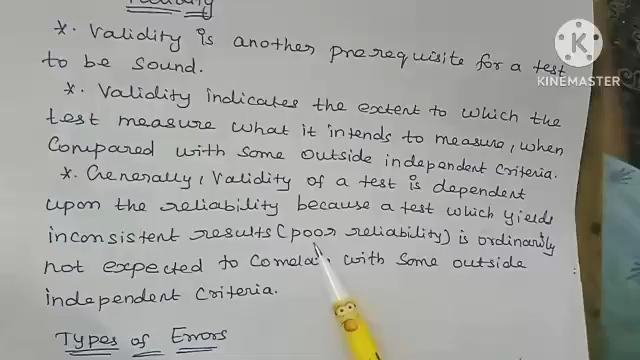 Validity
*. Validity is another prerequisite for a test
to be sound.
*. Validity indicates the extent to which the
test measure what it intends to measure, when
Compared with some outside independent criteria.
*. Generally, Validity of a test is dependent
upon the reliability because a test which yields
inconsistent results (poor reliability) is ordinarily
not expected to with some outside
independent Criteria.
Types of Errors
KINEMASTER